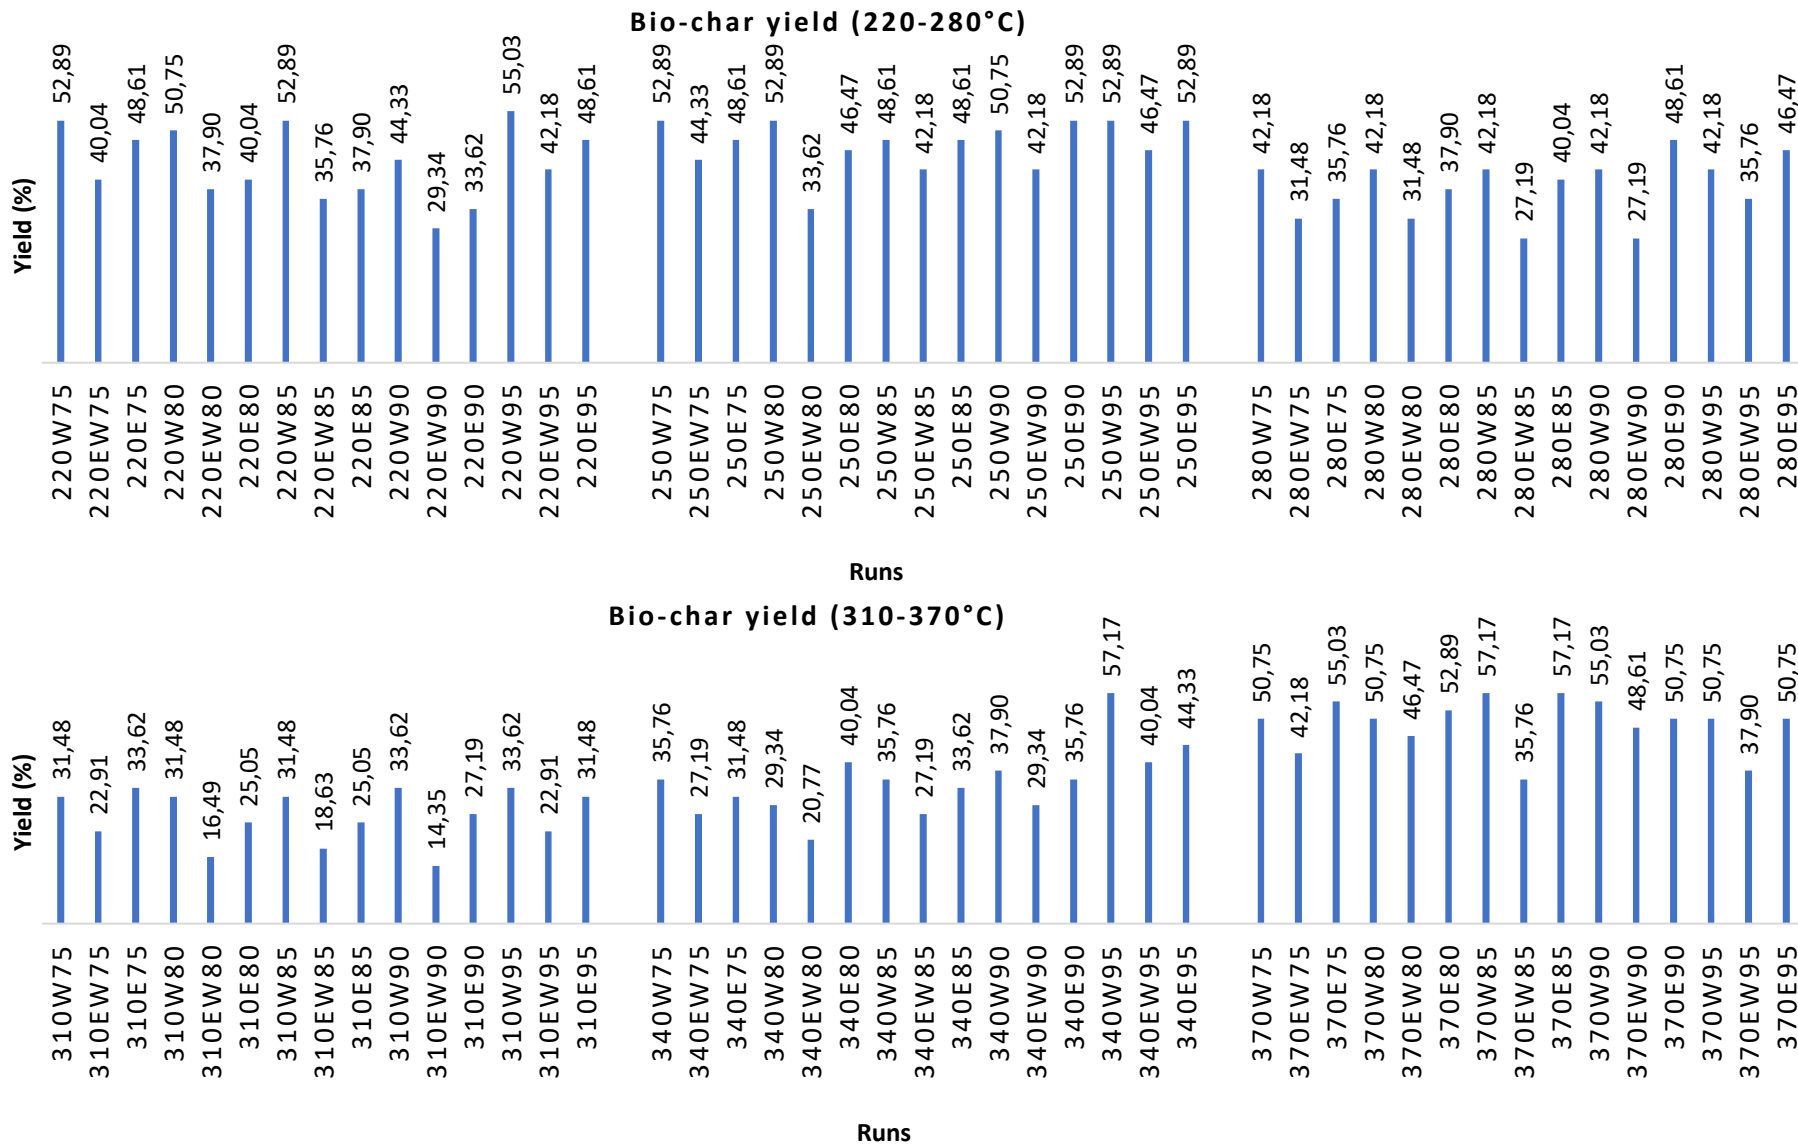 Bio-char yield (220-280°C)
Yield (%)
52,89
40,04
48,61
50,75
37,90
40,04
52,89
35,76
37,90
44,33
29,34
33,62
55,03
42,18
48,61
52,89
44,33
48,61
52,89
33,62
46,47
48,61
42,18
48,61
50,75
42,18
52,89
52,89
46,47
52,89
42,18
31,48
35,76
42,18
31,48
37,90
42,18
27,19
40,04
42,18
27,19
48,61
42,18
35,76
46,47
220W75
220EW75
220E75
220W80
220EW80
220E80
220W85
220EW85
220E85
220W90
220EW90
220E90
220W95
220EW95
220E95
250W75
250EW75
250E75
250W80
250EW80
250E80
250W85
250EW85
250E85
250W90
250EW90
250E90
250W95
250EW95
250E95
280W75
280EW75
280E75
280W80
280EW80
280E80
280W85
280EW85
280E85
280W90
280EW90
280E90
280W95
280EW95
280E95
Runs
Bio-char yield (310-370°C)
Yield (%)
31,48
22,91
33,62
31,48
16,49
25,05
31,48
18,63
25,05
33,62
14,35
27,19
33,62
22,91
31,48
35,76
27,19
31,48
29,34
20,77
40,04
35,76
27,19
33,62
37,90
29,34
35,76
57,17
40,04
44,33
50,75
42,18
55,03
50,75
46,47
52,89
57,17
35,76
57,17
55,03
48,61
50,75
50,75
37,90
50,75
310W75
310EW75
310E75
310W80
310EW80
310E80
310W85
310EW85
310E85
310W90
310EW90
310E90
310W95
310EW95
310E95
340W75
340EW75
340E75
340W80
340EW80
340E80
340W85
340EW85
340E85
340W90
340EW90
340E90
340W95
340EW95
340E95
370W75
370EW75
370E75
370W80
370EW80
370E80
370W85
370EW85
370E85
370W90
370EW90
370E90
370W95
370EW95
370E95
Runs